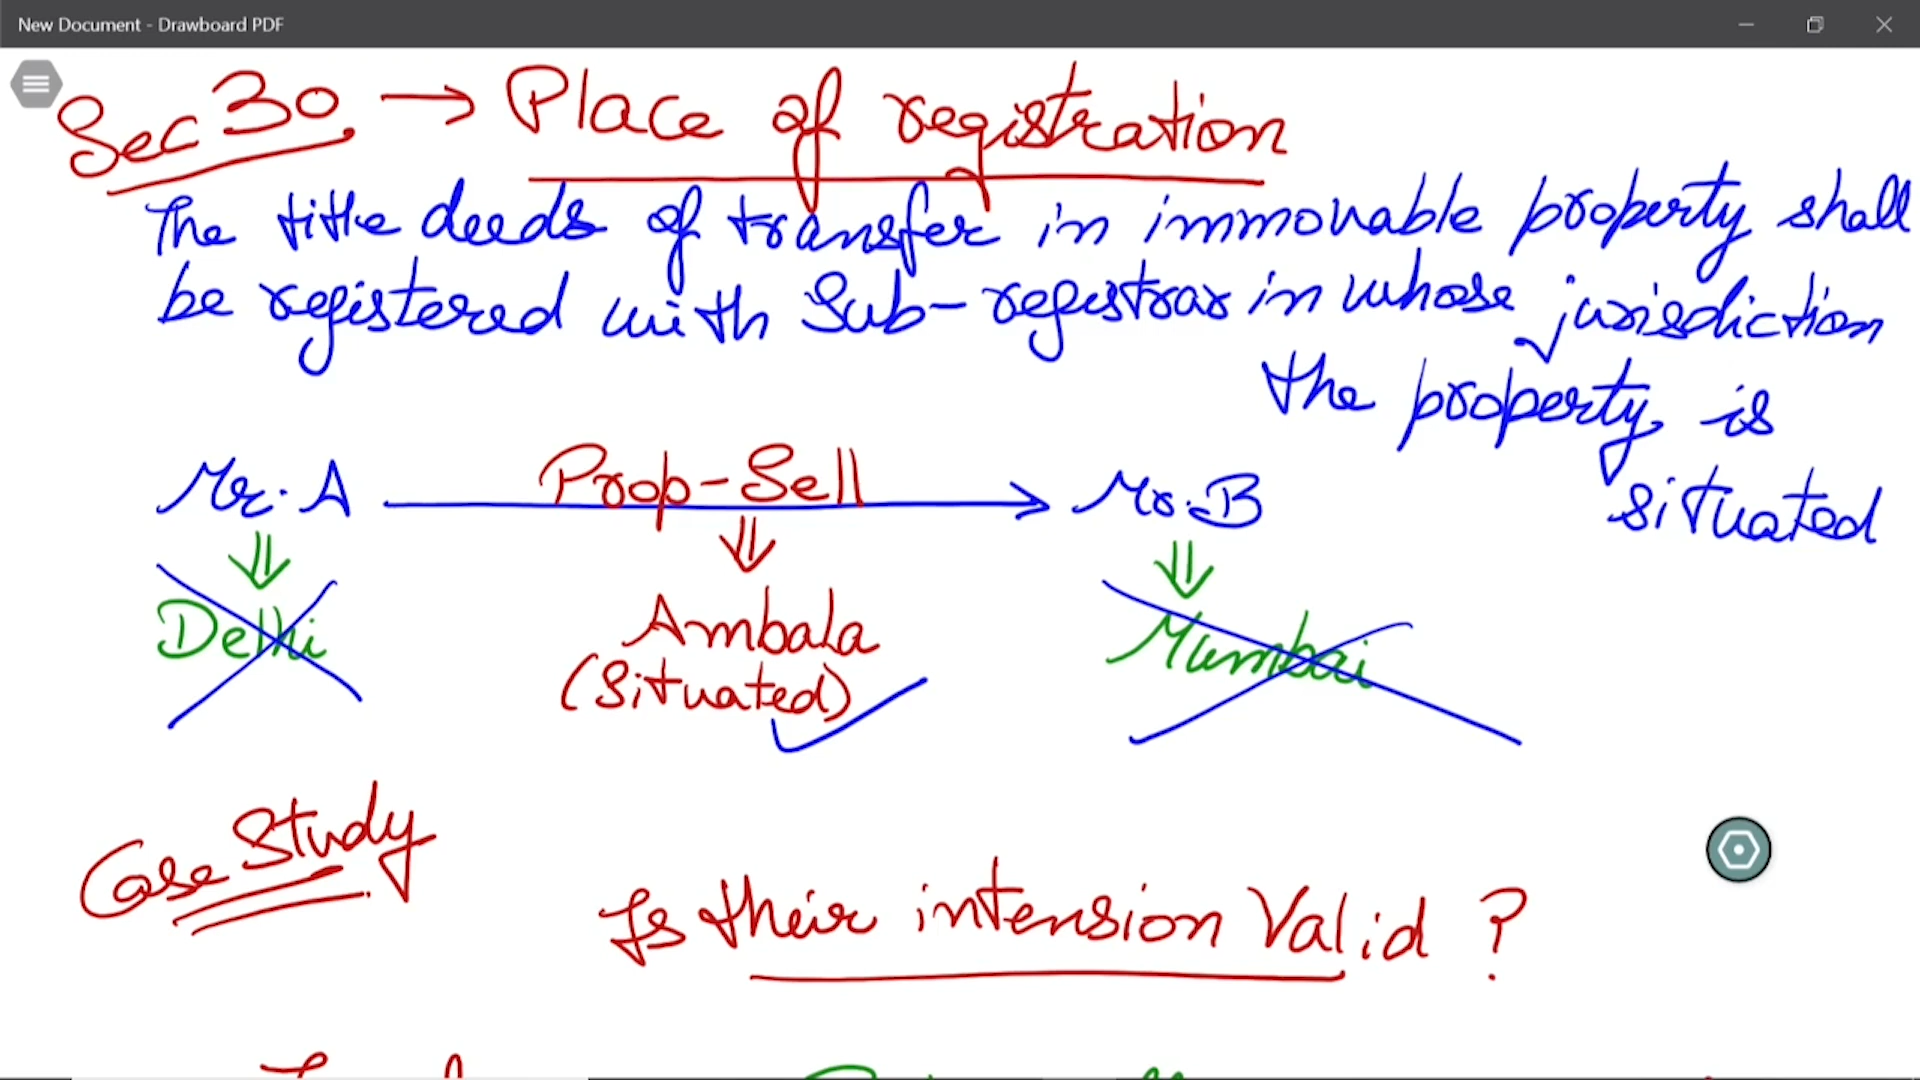 New Document - Drawboard PDF
Sec 30 → Place of registration
The title deeds of transfer in immovable property shall
be registered with Sub-registrar in whose jurisdiction
the property is
situated
Mr. A Prop-Sell Mr. B
Delhi Ambala Mumbai
(Situated)
Case Study
Is their intension Valid ?